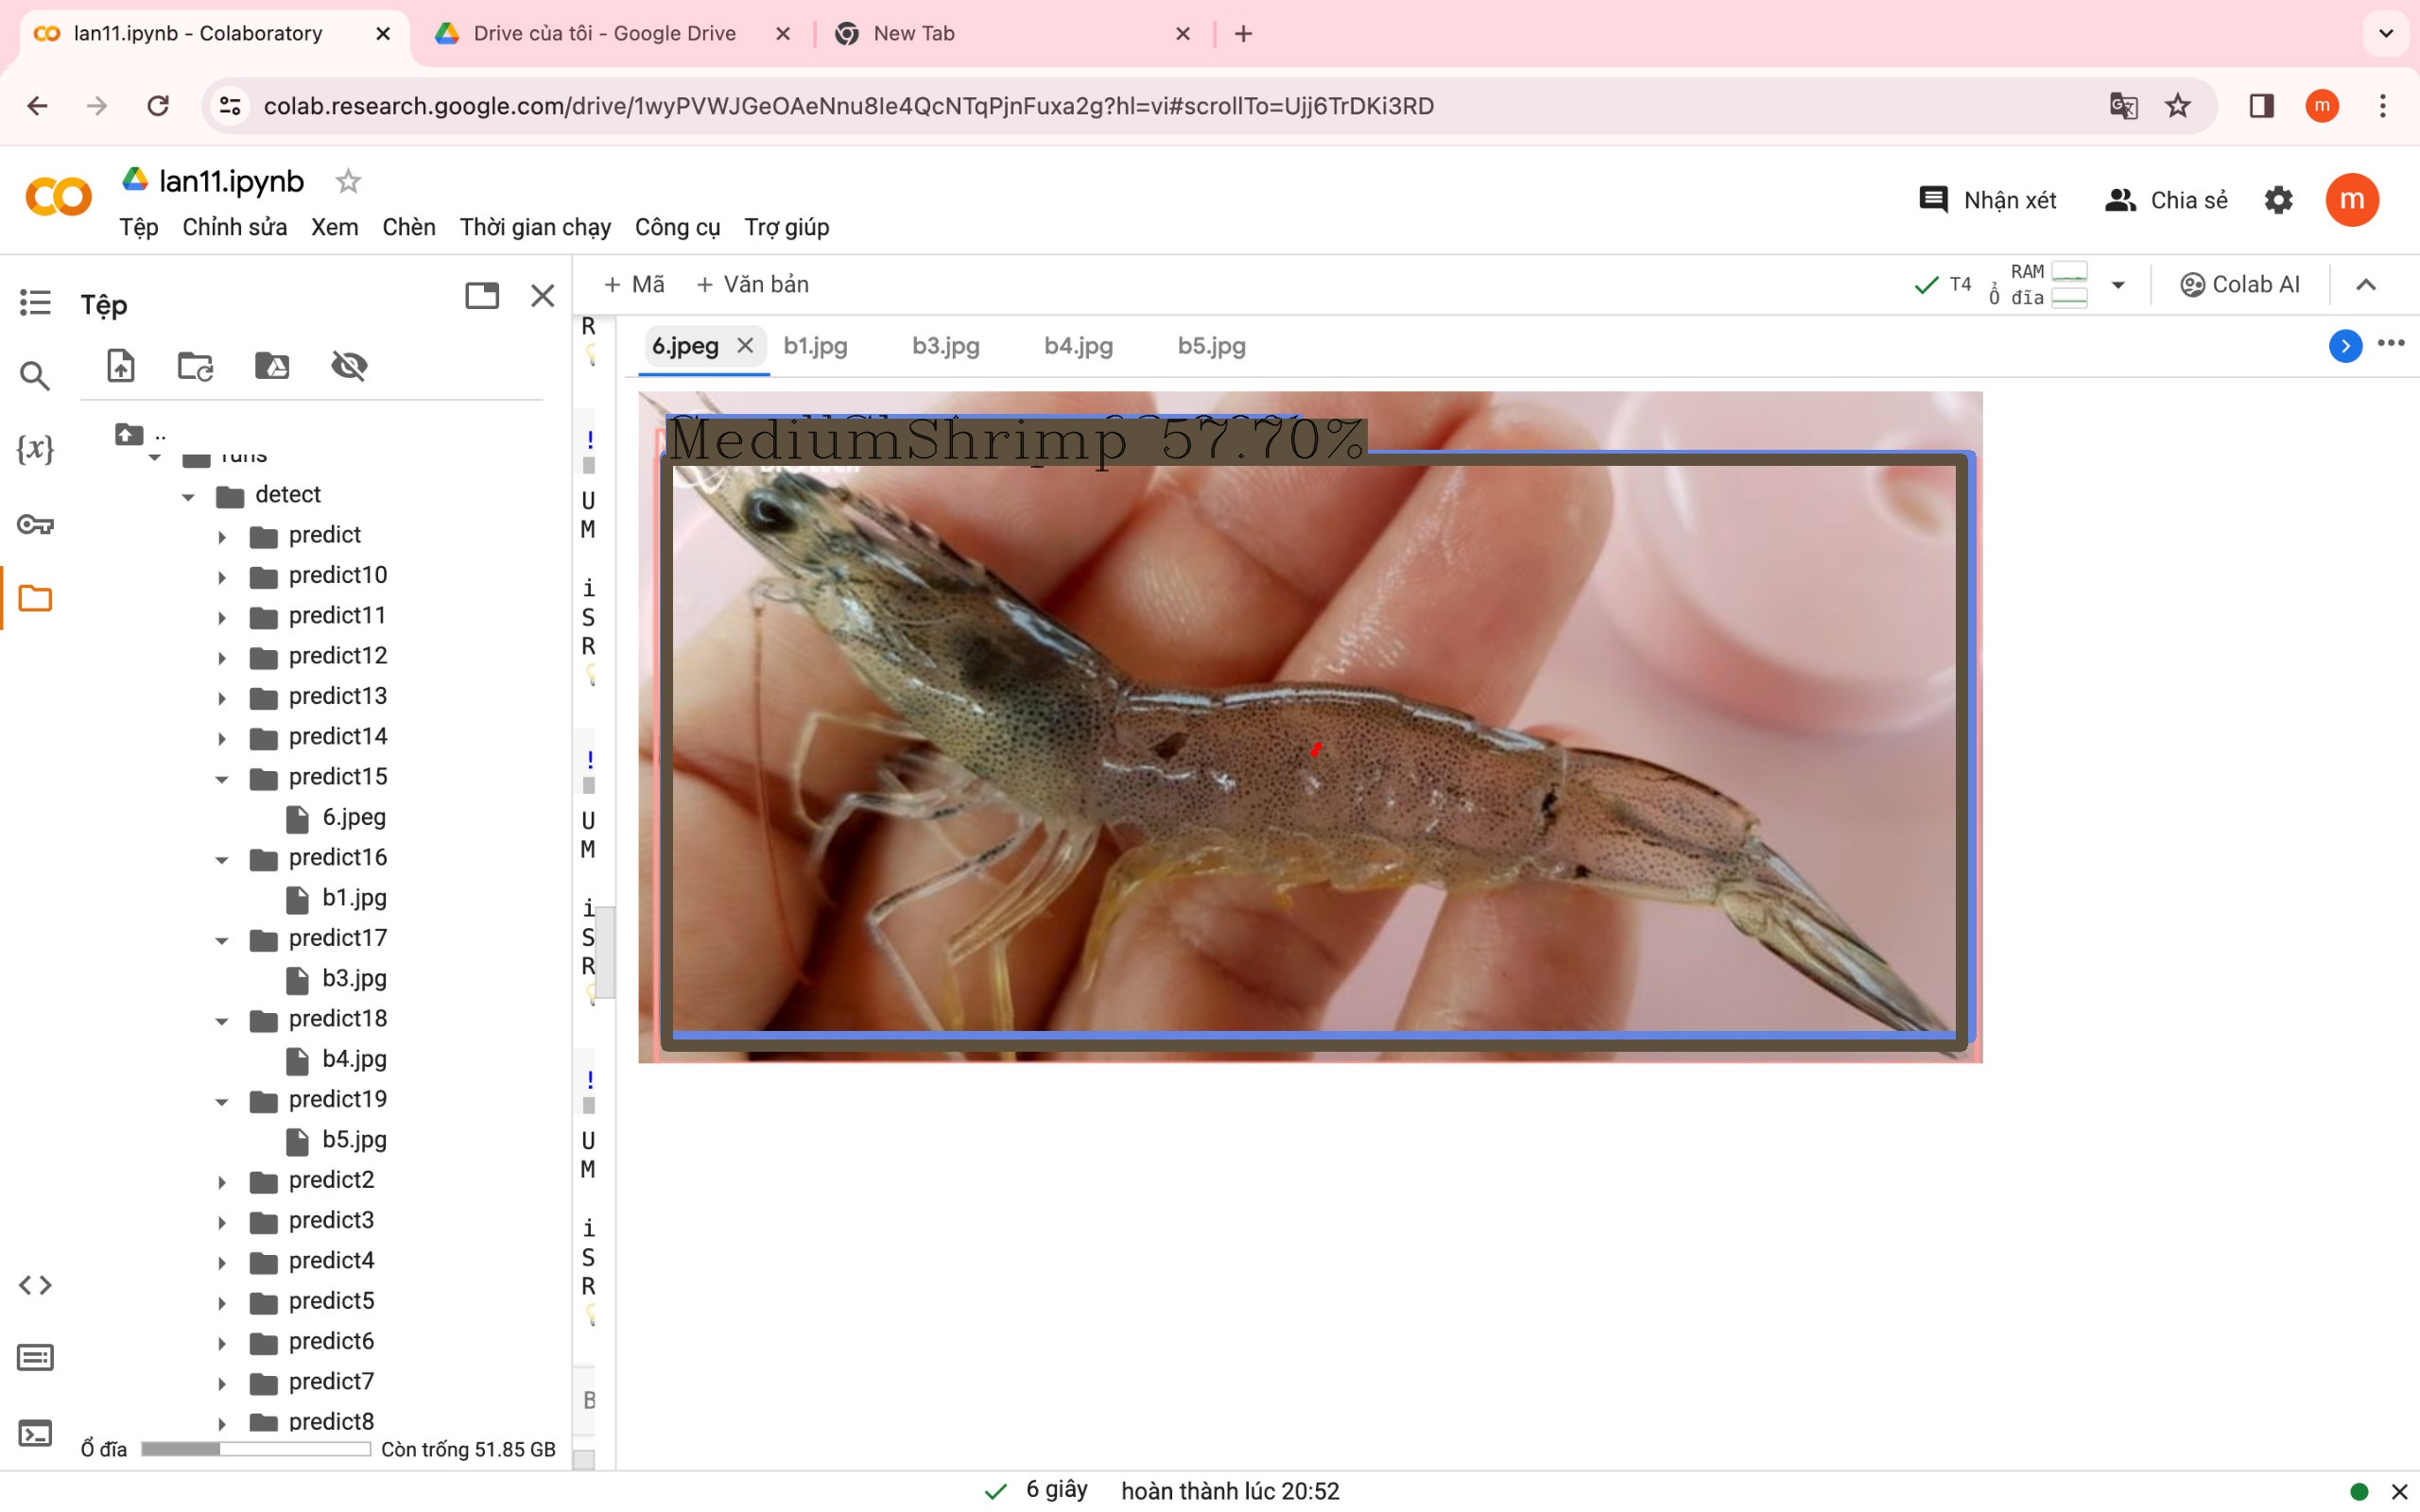 lan11.ipynb - Colaboratory
Drive của tôi - Google Drive
New Tab
colab.research.google.com/drive/1wyPVWJGeOAeNnu8Ie4QcNTqPjnFuxa2g?hl=vi#scrollTo=Ujj6TrDKi3RD
m
lan11.ipynb
Tệp Chỉnh sửa Xem Chèn Thời gian chạy Công cụ Trợ giúp
Nhận xét
Chia sẻ
m
Tệp
+ Mã + Văn bản
T4
RAM
Ổ đĩa
Colab AI
..
runs
detect
predict
predict10
predict11
predict12
predict13
predict14
predict15
6.jpeg
predict16
b1.jpg
predict17
b3.jpg
predict18
b4.jpg
predict19
b5.jpg
predict2
predict3
predict4
predict5
predict6
predict7
predict8
Ổ đĩa
Còn trống 51.85 GB
{x}
R
!
U
M
i
S
R
!
U
M
i
S
R
!
U
M
i
S
R
6.jpeg
b1.jpg
b3.jpg
b4.jpg
b5.jpg
MediumShrimp 57.70%
6 giây hoàn thành lúc 20:52